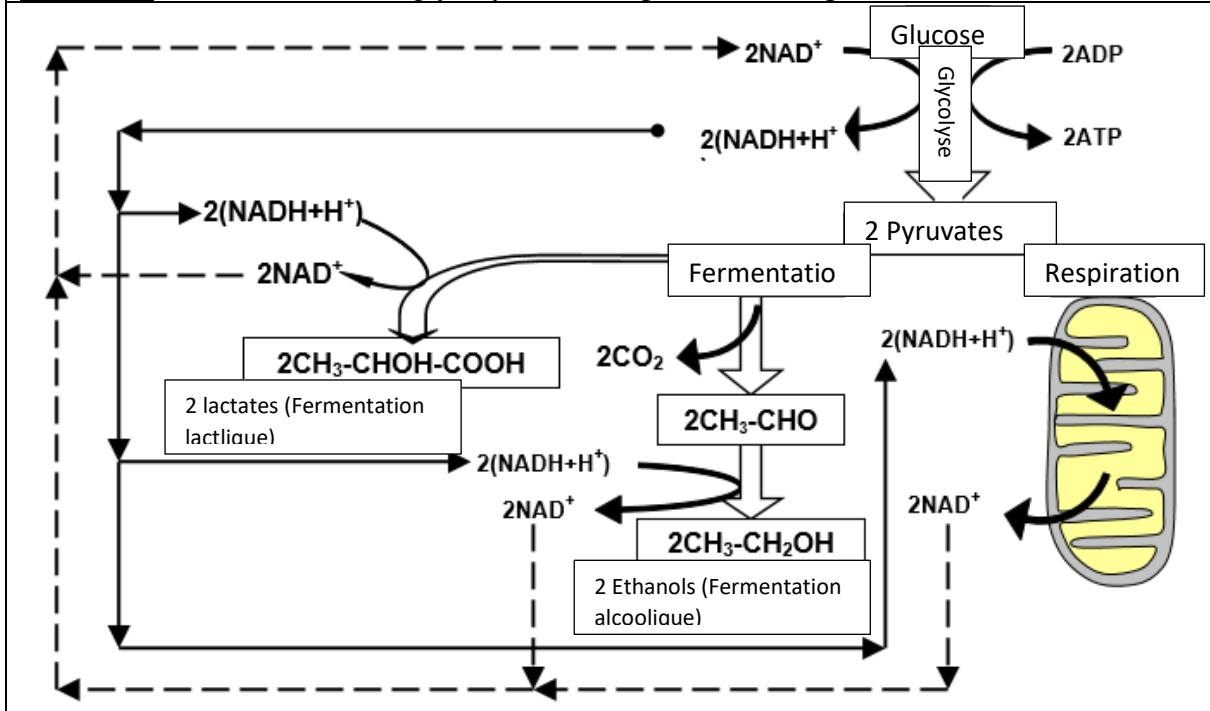 Glucose
2NAD⁺
2ADP
Glycolyse
2(NADH+H⁺
2ATP
2 Pyruvates
2(NADH+H⁺)
2NAD⁺
Fermentatio
Respiration
2(NADH+H⁺)
2CO₂
2CH₃-CHOH-COOH
2 lactates (Fermentation
lactlique)
2CH₃-CHO
2(NADH+H⁺)
2NAD⁺
2NAD⁺
2CH₃-CH₂OH
2 Ethanols (Fermentation
alcoolique)